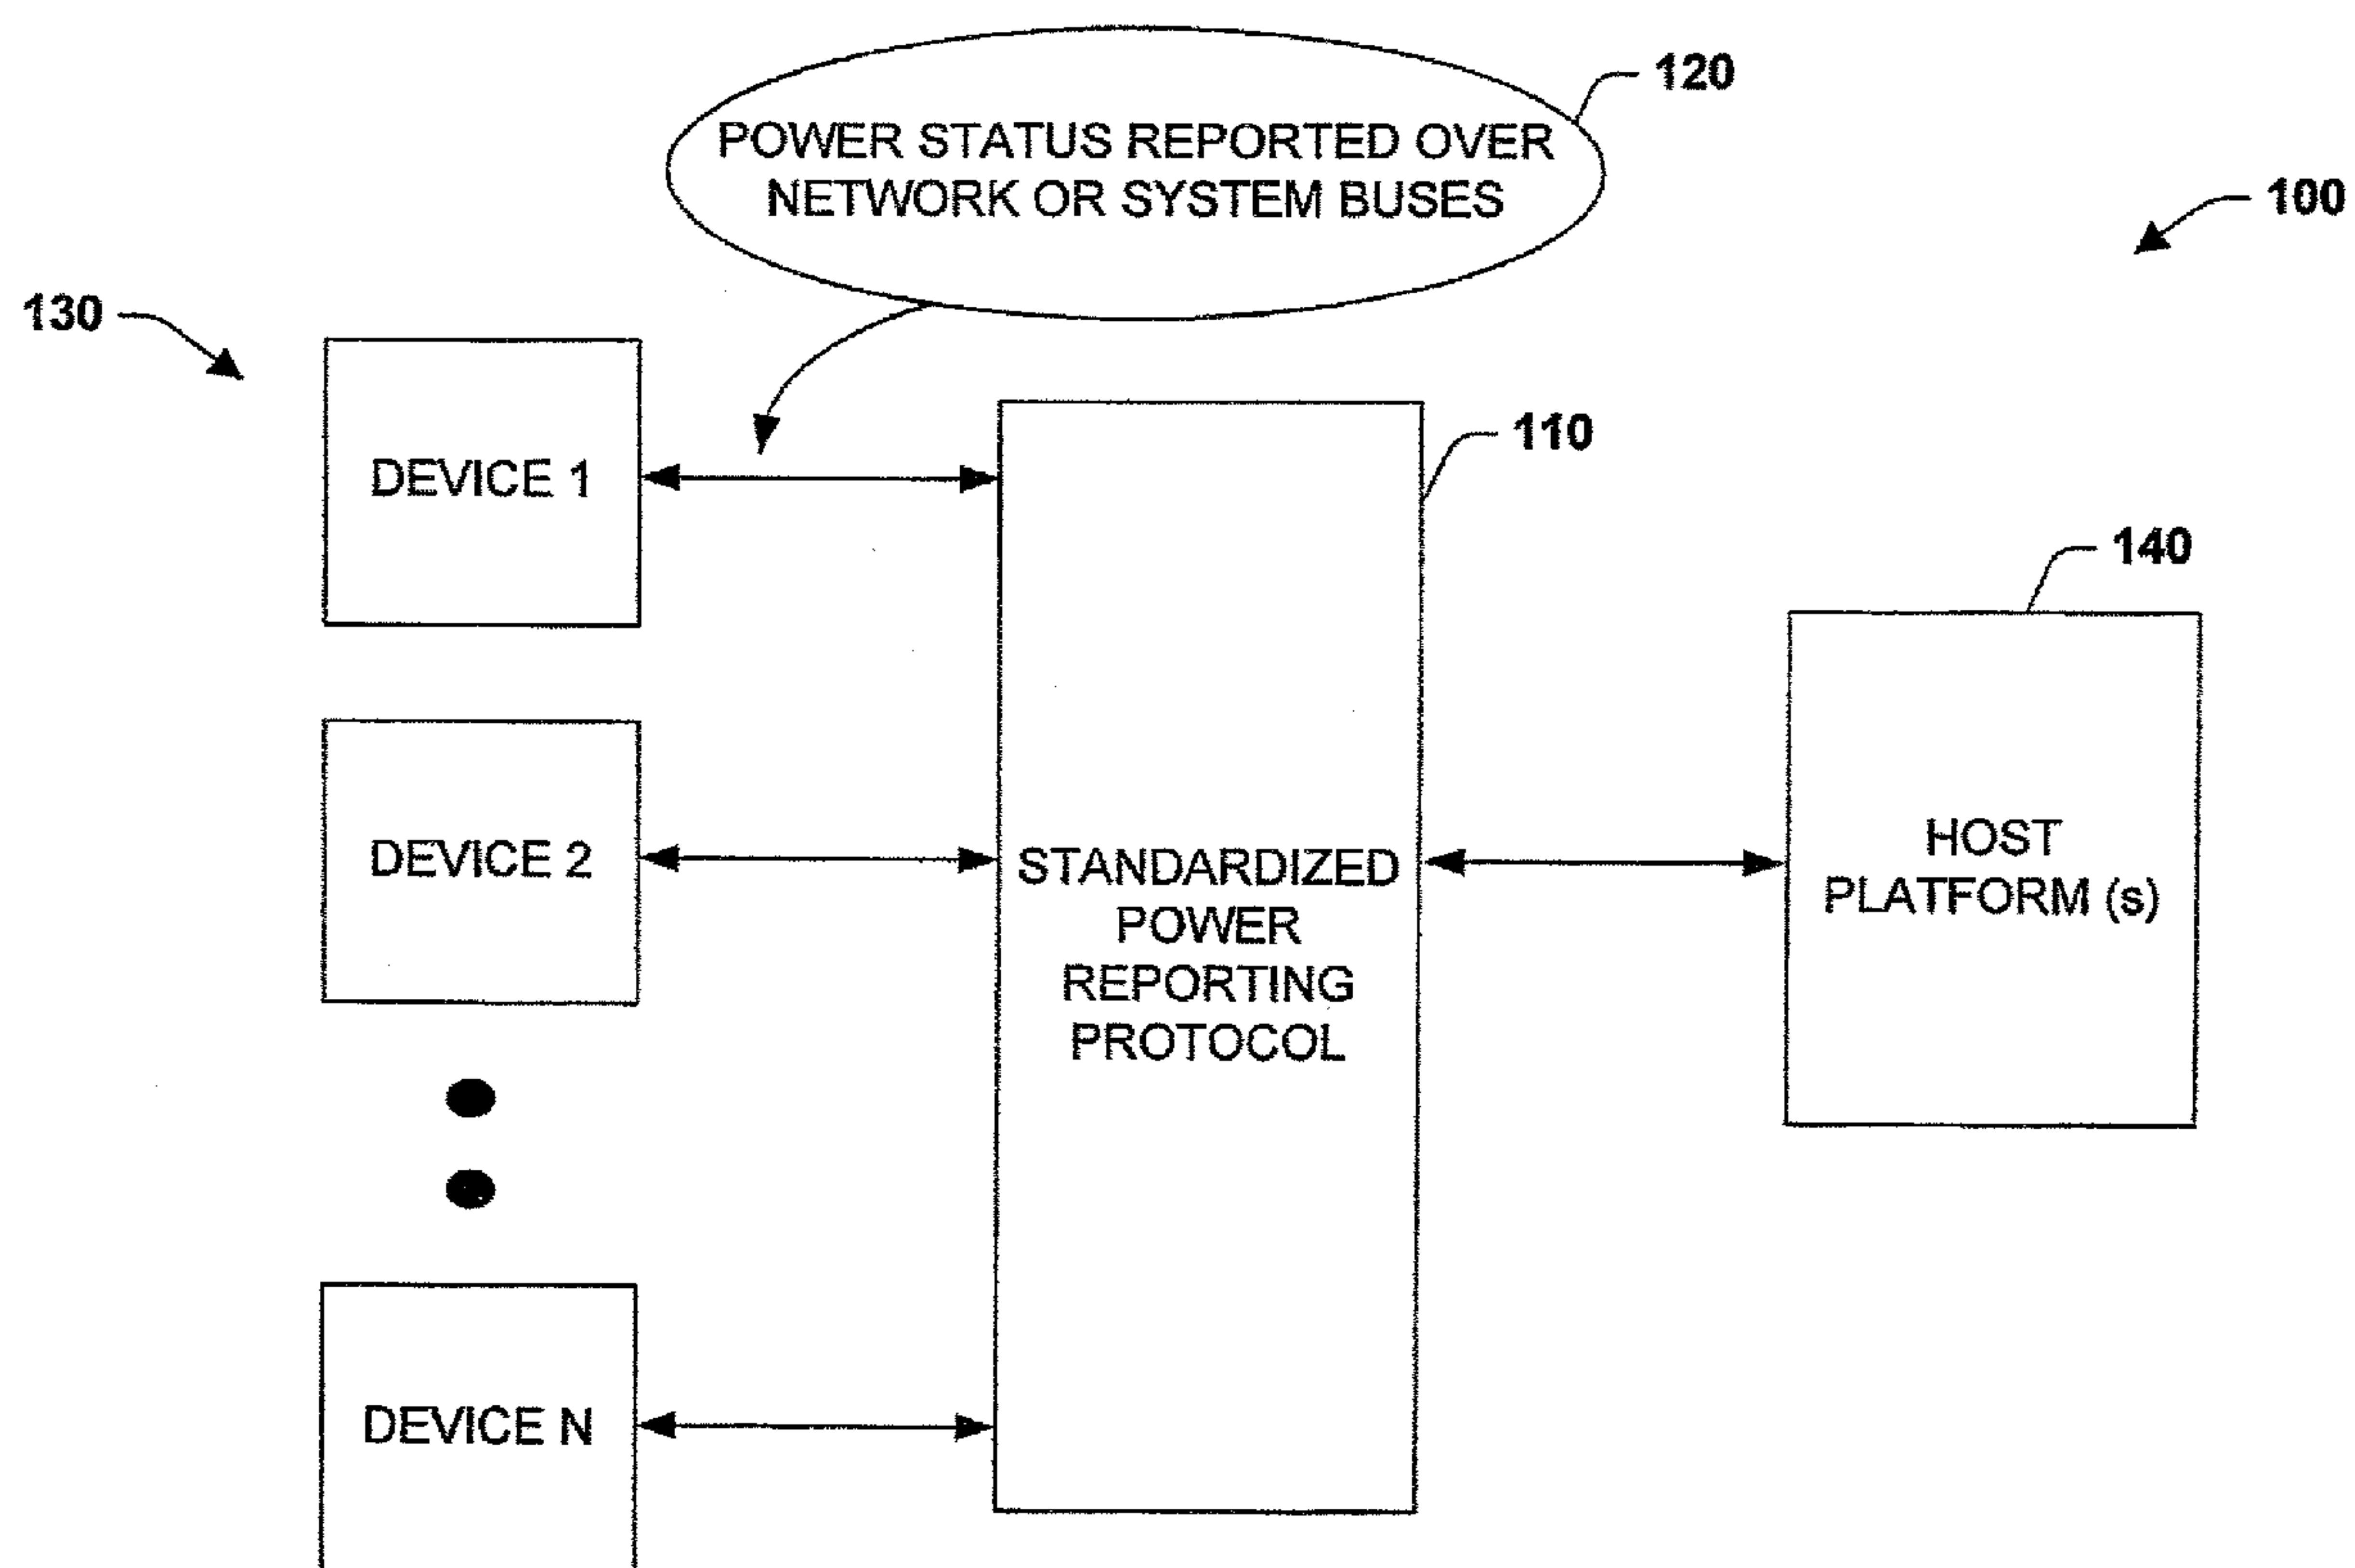 120
POWER STATUS REPORTED OVER
NETWORK OR SYSTEM BUSES
100
130
110
DEVICE 1
140
HOST
PLATFORM (s)
DEVICE 2
STANDARDIZED
POWER
REPORTING
PROTOCOL
DEVICE N